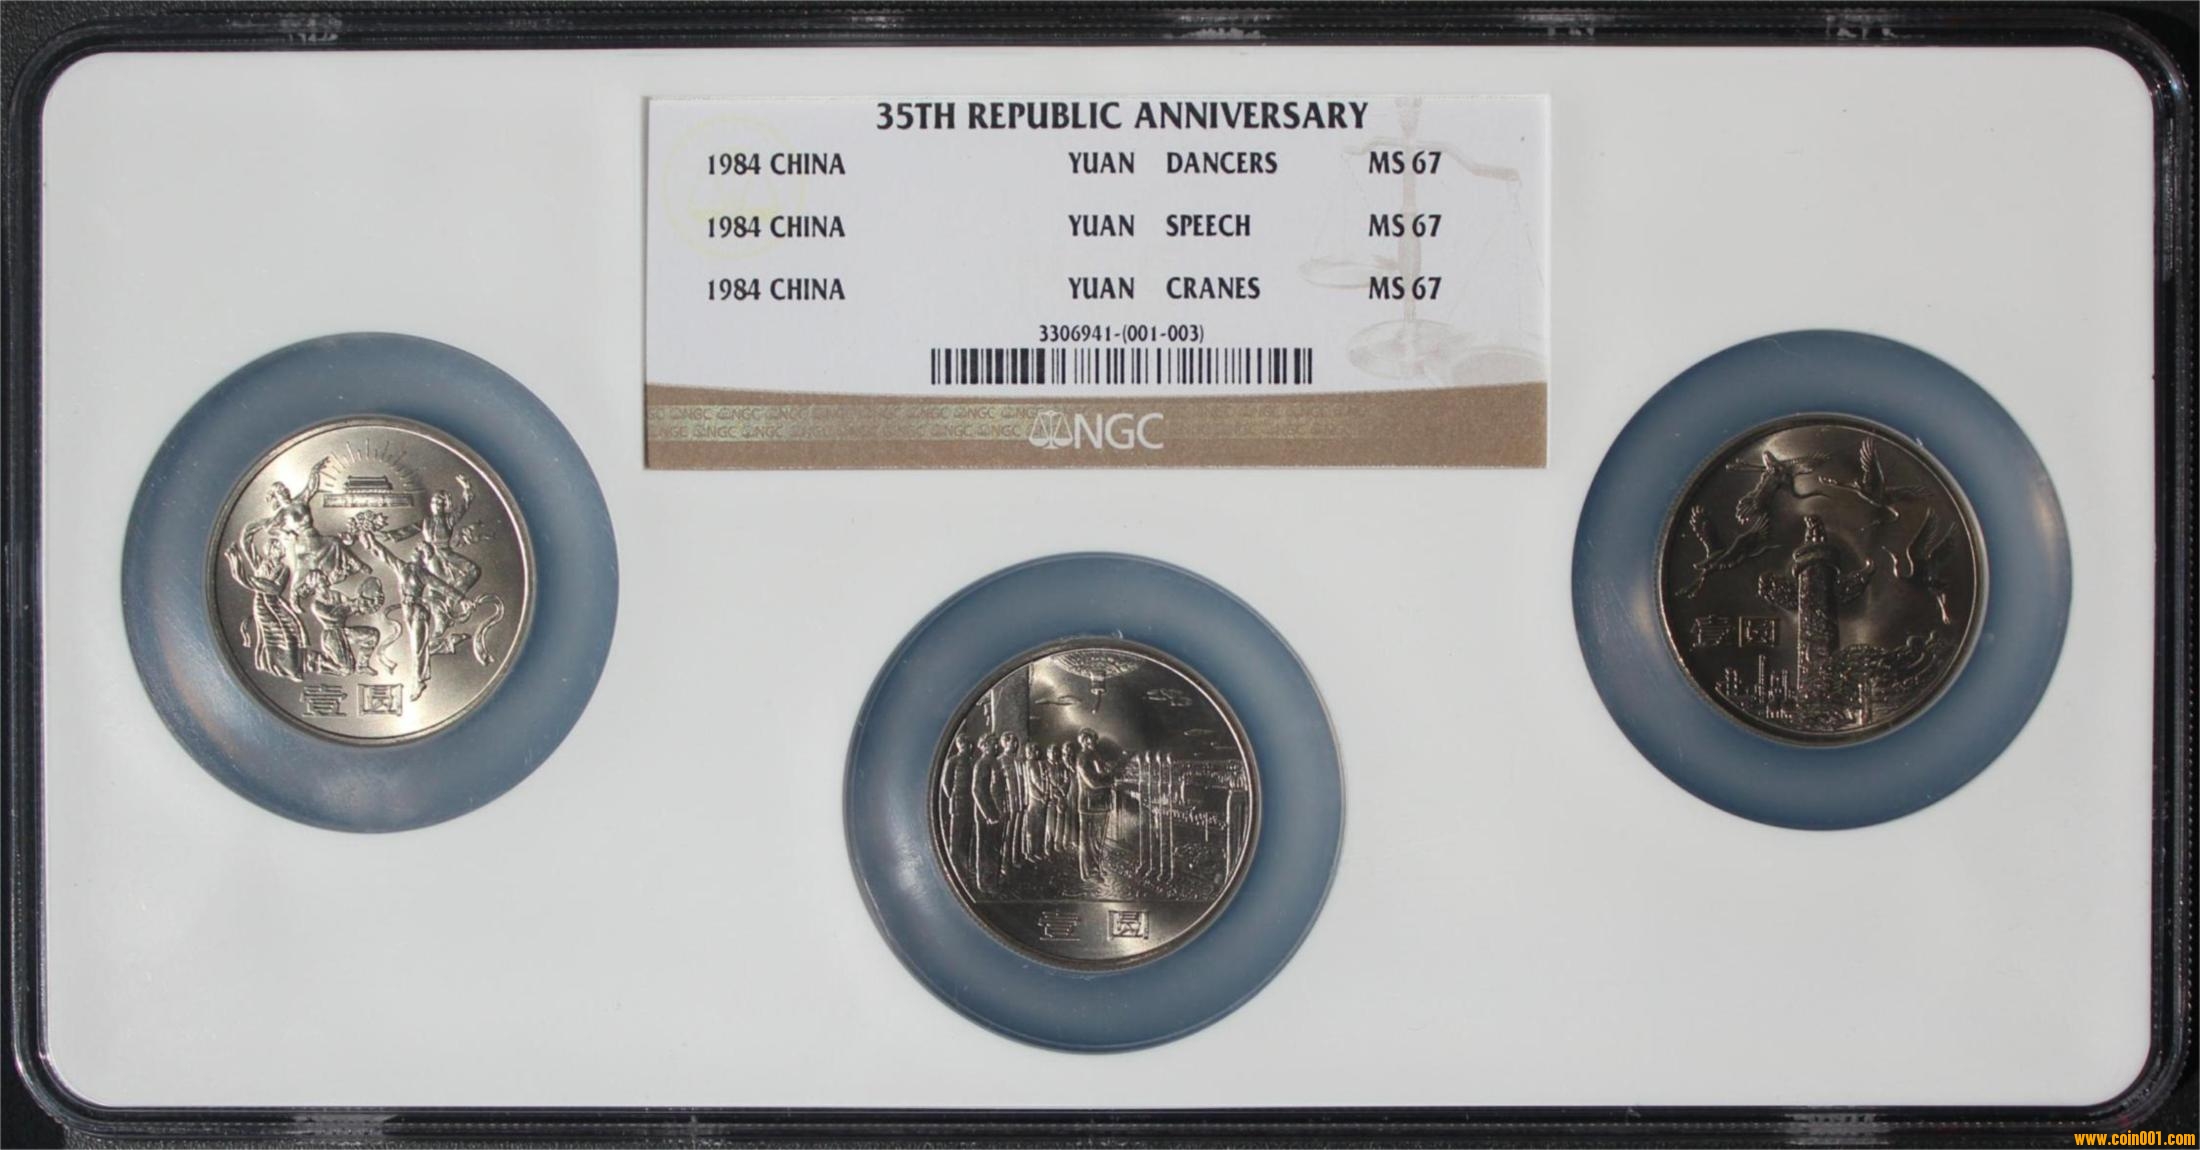 35TH REPUBLIC ANNIVERSARY
1984 CHINA YUAN DANCERS MS 67
1984 CHINA YUAN SPEECH MS 67
1984 CHINA YUAN CRANES MS 67
3306941-(001-003)
NGC
壹圆
壹圆
壹圆
www.coin001.com